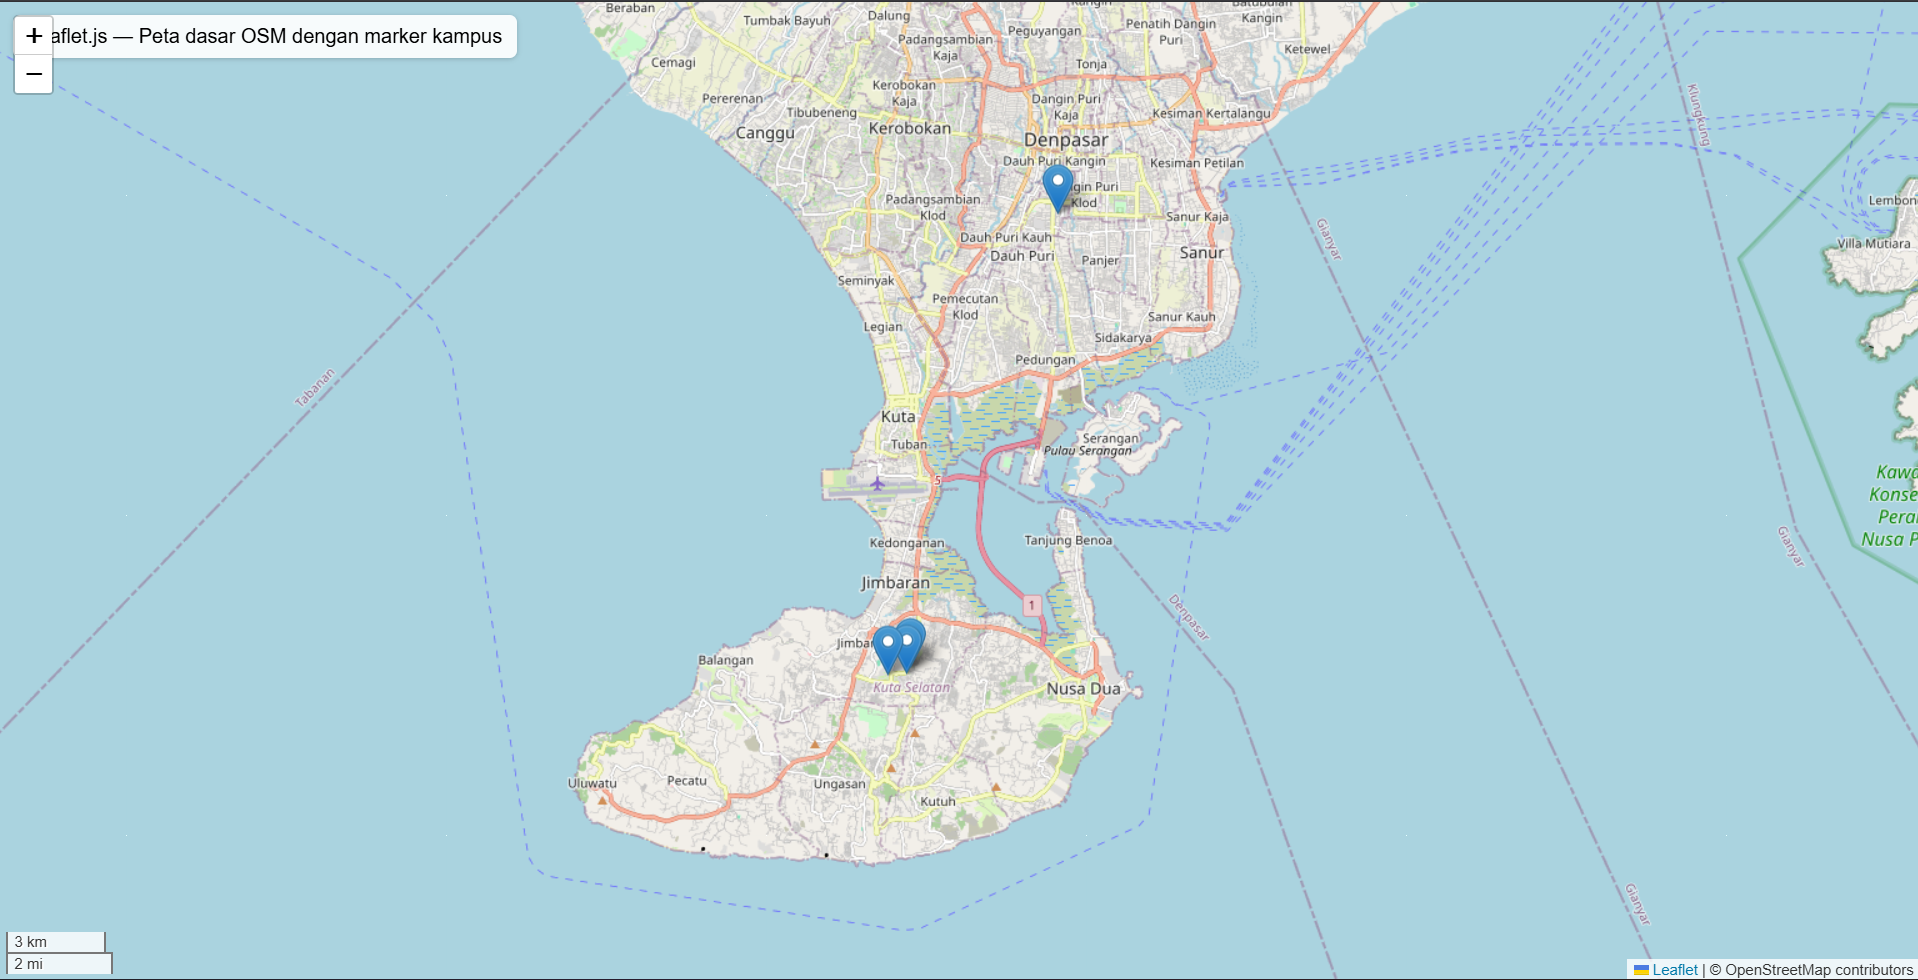 +
aflet.js — Peta dasar OSM dengan marker kampus
−
Beraban
Tumbak Bayuh
Dalung
Kangin
Batubulan
Kangin
Penatih Dangin
Puri
Peguyangan
Padangsambian
Kaja
Ketewel
Cemagi
Tonja
Kerobokan
Kaja
Pererenan
Dangin Puri
Kaja
Tibubeneng
Kesiman Kertalangu
Klungkung
Canggu
Kerobokan
Denpasar
Dauh Puri Kangin
Kesiman Petilan
gin Puri
Klod
Padangsambian
Klod
Lembon
Sanur Kaja
Gianyar
Dauh Puri Kauh
Dauh Puri
Panjer
Sanur
Villa Mutiara
Seminyak
Pemecutan
Klod
Legian
Sanur Kauh
Sidakarya
Pedungan
Tabanan
Kuta
Tuban
Serangan
Pulau Serangan
5
Kawa
Konse
Pera
Nusa P
Kedonganan
Tanjung Benoa
Gianyar
Jimbaran
1
Denpasar
Jimba
Balangan
Kuta Selatan
Nusa Dua
Uluwatu
Pecatu
Ungasan
Kutuh
Gianyar
3 km
2 mi
Leaflet | © OpenStreetMap contributors